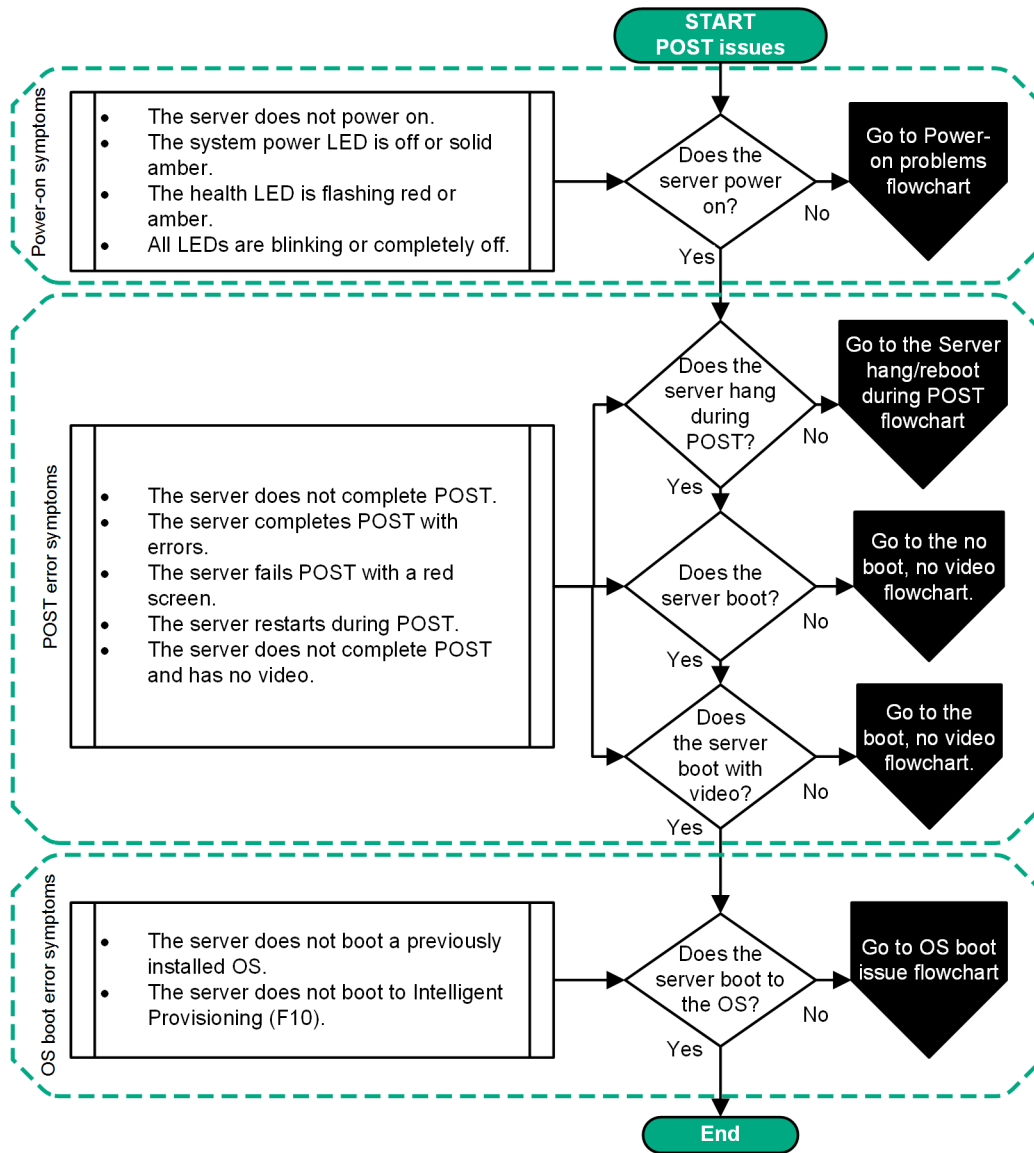 START
POST issues
Power-on symptoms
• The server does not power on.
• The system power LED is off or solid
amber.
• The health LED is flashing red or
amber.
• All LEDs are blinking or completely off.
Does the
server power
on?
No
Go to Power-
on problems
flowchart
Yes
POST error symptoms
• The server does not complete POST.
• The server completes POST with
errors.
• The server fails POST with a red
screen.
• The server restarts during POST.
• The server does not complete POST
and has no video.
Does the
server hang
during
POST?
No
Go to the Server
hang/reboot
during POST
flowchart
Yes
Does the
server boot?
No
Go to the no
boot, no video
flowchart.
Yes
Does
the server
boot with
video?
No
Go to the
boot, no video
flowchart.
Yes
OS boot error symptoms
• The server does not boot a previously
installed OS.
• The server does not boot to Intelligent
Provisioning (F10).
Does the
server boot to
the OS?
No
Go to OS boot
issue flowchart
Yes
End